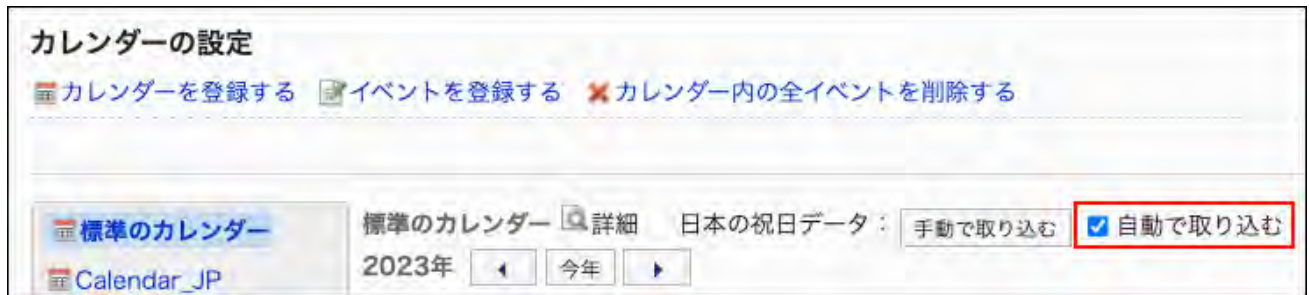 カレンダーの設定
カレンダーを登録する イベントを登録する カレンダー内の全イベントを削除する
標準のカレンダー 標準のカレンダー 詳細 日本の祝日データ： 手動で取り込む 自動で取り込む
Calendar_JP 2023年 今年